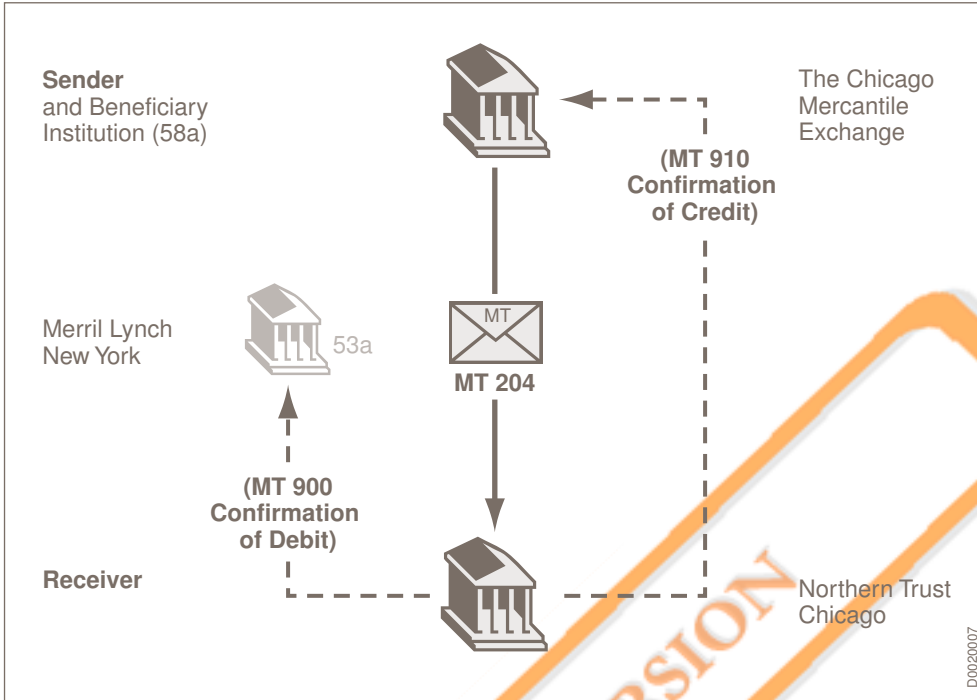 Sender
and Beneficiary
Institution (58a)
The Chicago
Mercantile
Exchange
(MT 910
Confirmation
of Credit)
Merril Lynch
New York
53a
MT
MT 204
(MT 900
Confirmation
of Debit)
Receiver
Northern Trust
Chicago
RSION
D0020007